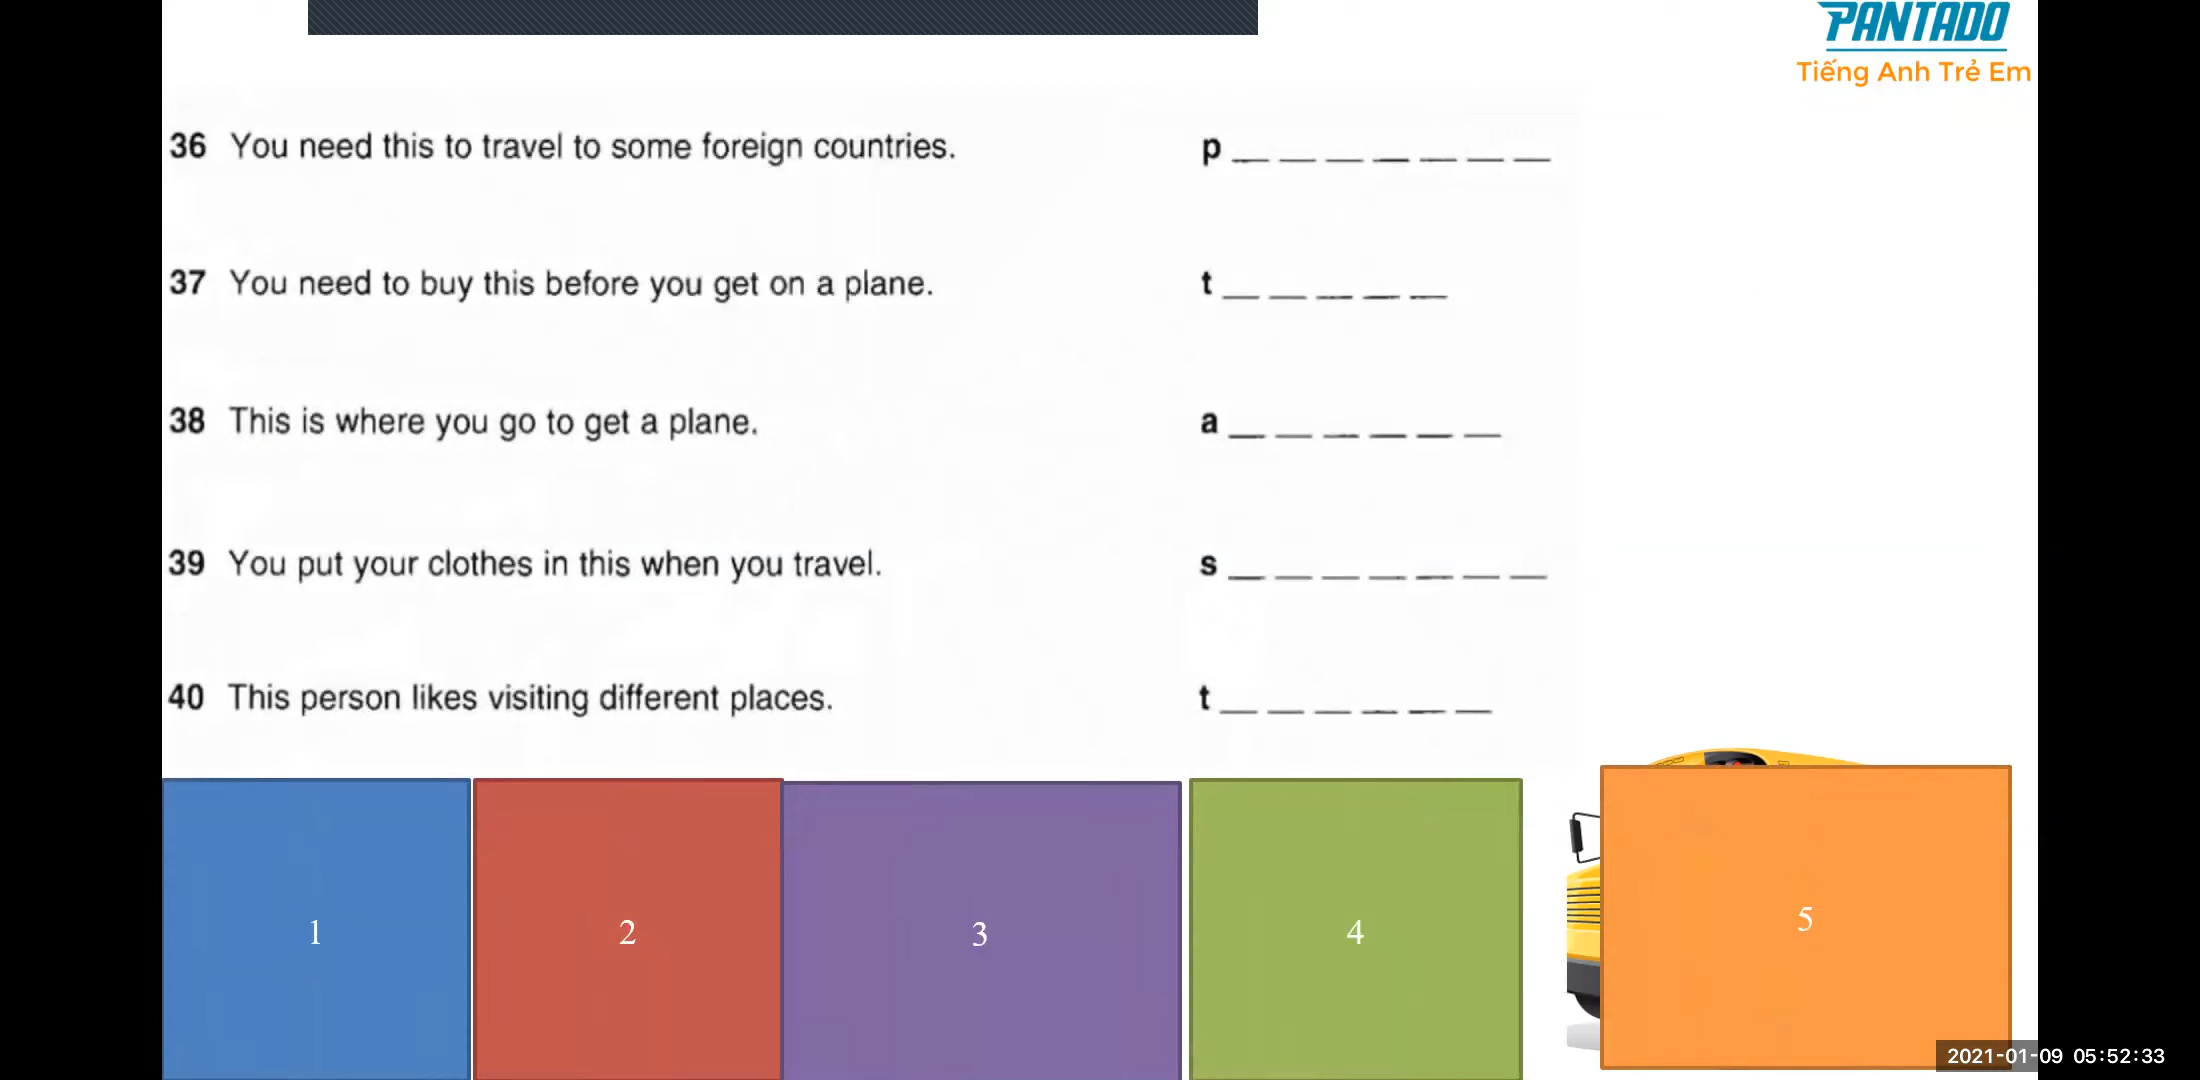 PANTADO
Tiếng Anh Trẻ Em
36 You need this to travel to some foreign countries. p _ _ _ _ _ _ _
37 You need to buy this before you get on a plane. t _ _ _ _ _
38 This is where you go to get a plane. a _ _ _ _ _ _
39 You put your clothes in this when you travel. s _ _ _ _ _ _ _
40 This person likes visiting different places. t _ _ _ _ _ _
1 2 3 4 5
2021-01-09 05:52:33